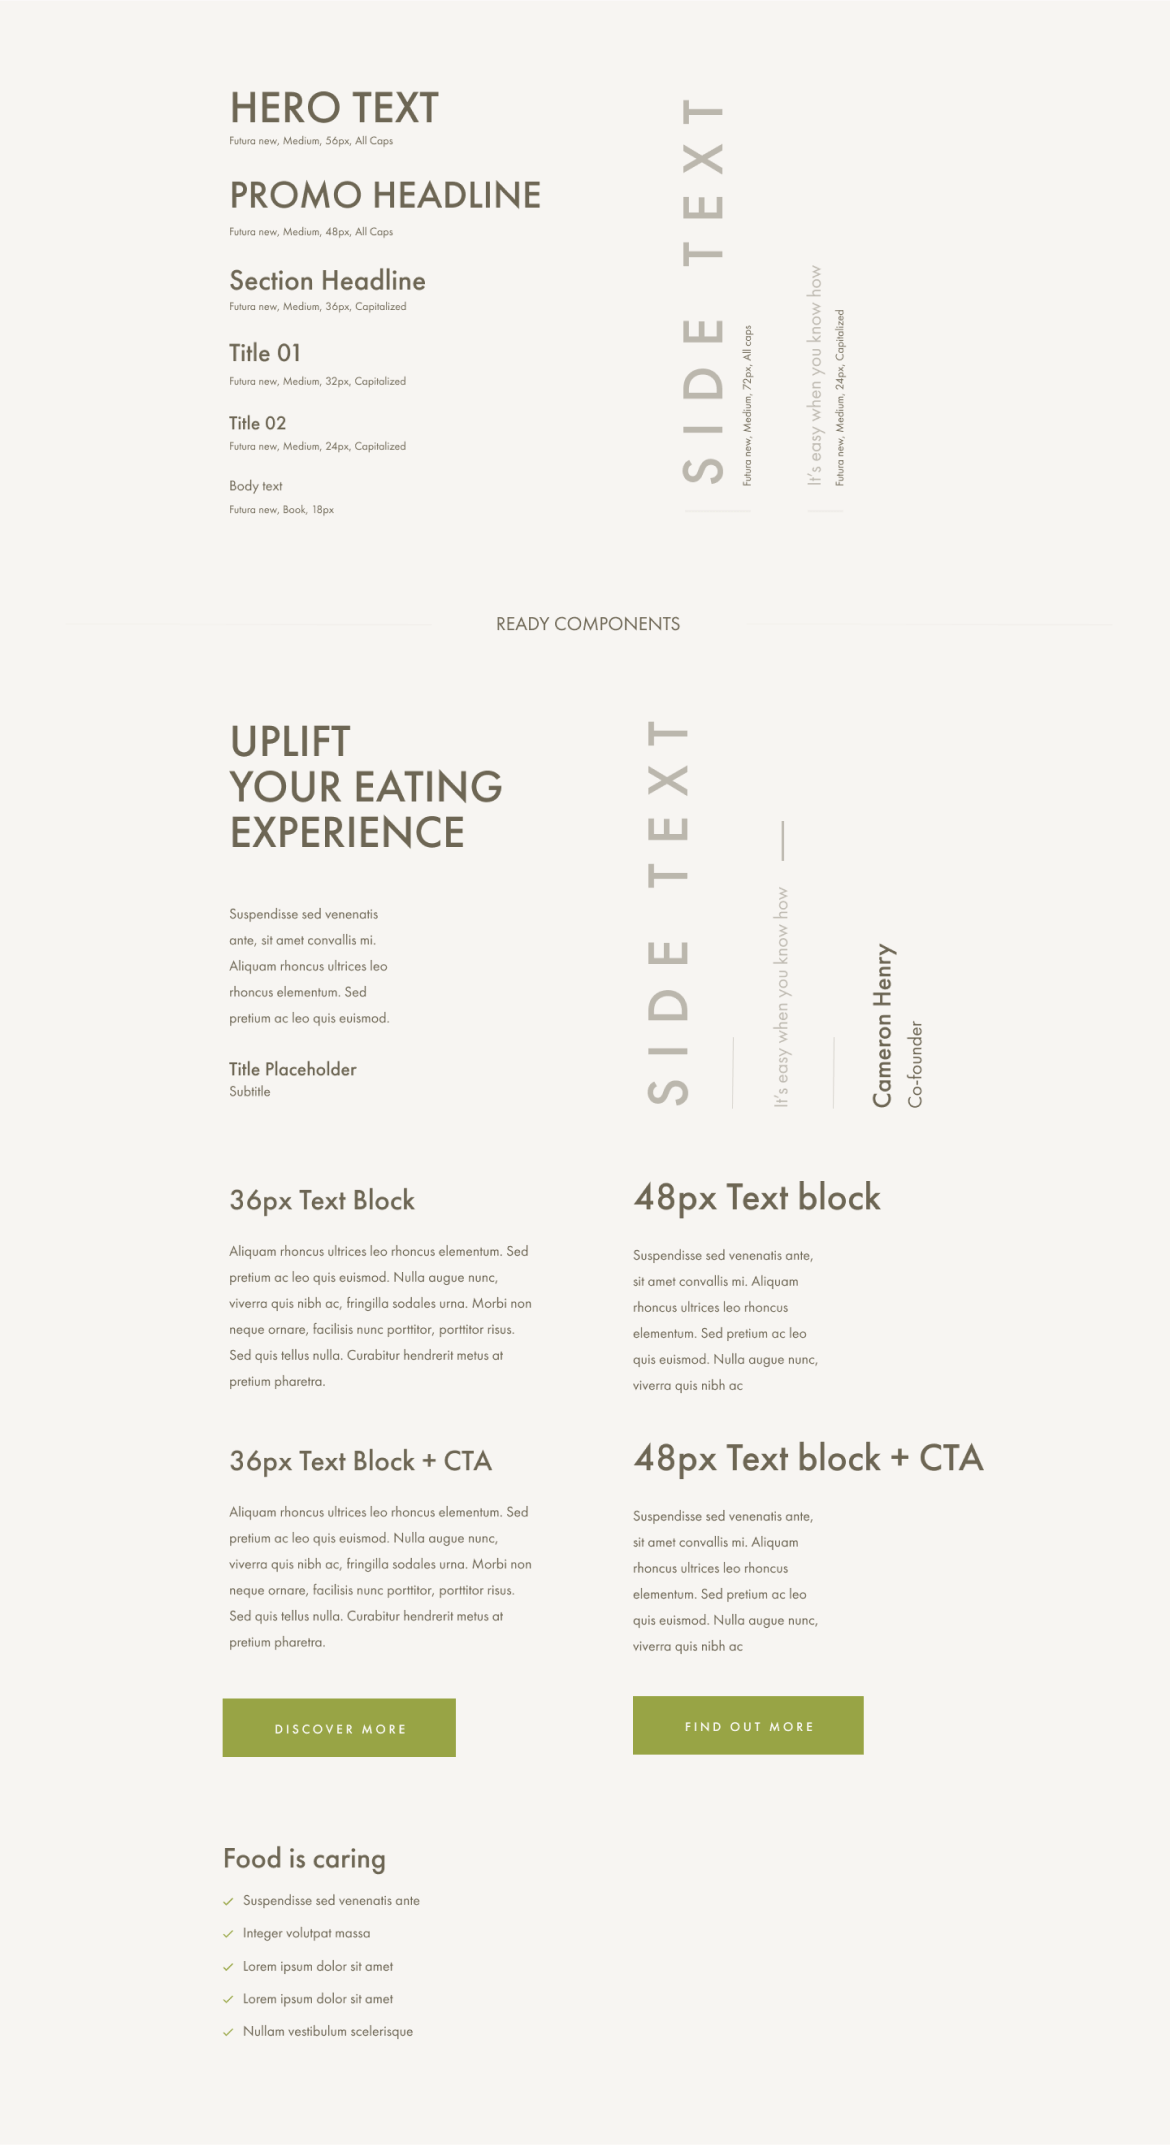 HERO TEXT
Futura new, Medium, 56px, All Caps
PROMO HEADLINE
Futura new, Medium, 48px, All Caps
Section Headline
Futura new, Medium, 36px, Capitalized
Title 01
Futura new, Medium, 32px, Capitalized
Title 02
Futura new, Medium, 24px, Capitalized
Body text
Futura new, Book, 18px
SIDE TEXT
Futura new, Medium, 72px, All caps
It's easy when you know how
Futura new, Medium, 24px, Capitalized
READY COMPONENTS
UPLIFT
YOUR EATING
EXPERIENCE
Suspendisse sed venenatis
ante, sit amet convallis mi.
Aliquam rhoncus ultrices leo
rhoncus elementum. Sed
pretium ac leo quis euismod.
Title Placeholder
Subtitle
SIDE TEXT
It's easy when you know how
Cameron Henry
Co-founder
36px Text Block
Aliquam rhoncus ultrices leo rhoncus elementum. Sed
pretium ac leo quis euismod. Nulla augue nunc,
viverra quis nibh ac, fringilla sodales urna. Morbi non
neque ornare, facilisis nunc porttitor, porttitor risus.
Sed quis tellus nulla. Curabitur hendrerit metus at
pretium pharetra.
48px Text block
Suspendisse sed venenatis ante,
sit amet convallis mi. Aliquam
rhoncus ultrices leo rhoncus
elementum. Sed pretium ac leo
quis euismod. Nulla augue nunc,
viverra quis nibh ac
36px Text Block + CTA
Aliquam rhoncus ultrices leo rhoncus elementum. Sed
pretium ac leo quis euismod. Nulla augue nunc,
viverra quis nibh ac, fringilla sodales urna. Morbi non
neque ornare, facilisis nunc porttitor, porttitor risus.
Sed quis tellus nulla. Curabitur hendrerit metus at
pretium pharetra.
DISCOVER MORE
48px Text block + CTA
Suspendisse sed venenatis ante,
sit amet convallis mi. Aliquam
rhoncus ultrices leo rhoncus
elementum. Sed pretium ac leo
quis euismod. Nulla augue nunc,
viverra quis nibh ac
FIND OUT MORE
Food is caring
Suspendisse sed venenatis ante
Integer volutpat massa
Lorem ipsum dolor sit amet
Lorem ipsum dolor sit amet
Nullam vestibulum scelerisque